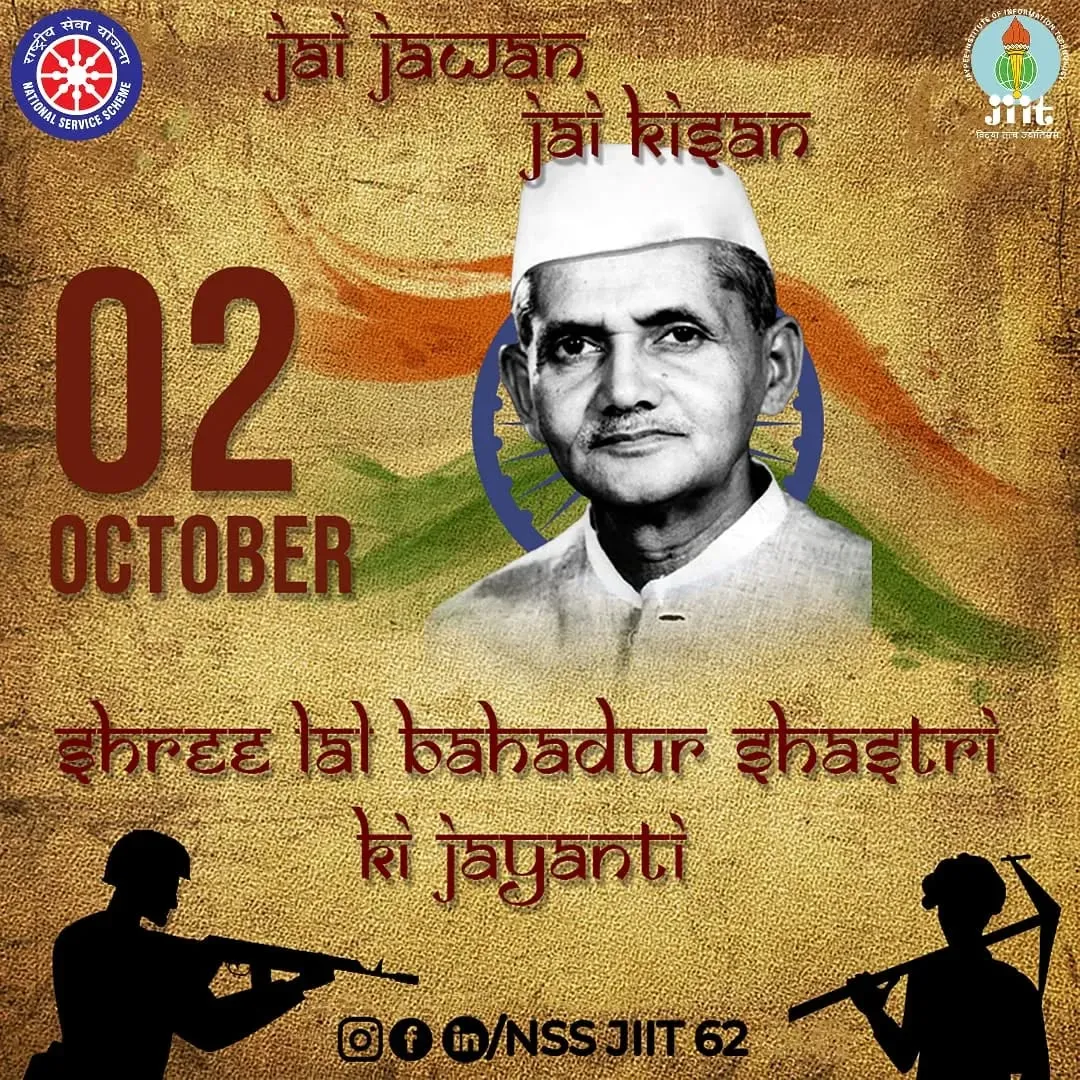 राष्ट्रीय सेवा योजना
NATIONAL SERVICE SCHEME
jai jawan
jai kisan
jiit
02
OCTOBER
shree lal bahadur shastri
ki jayanti
/NSS JIIT 62